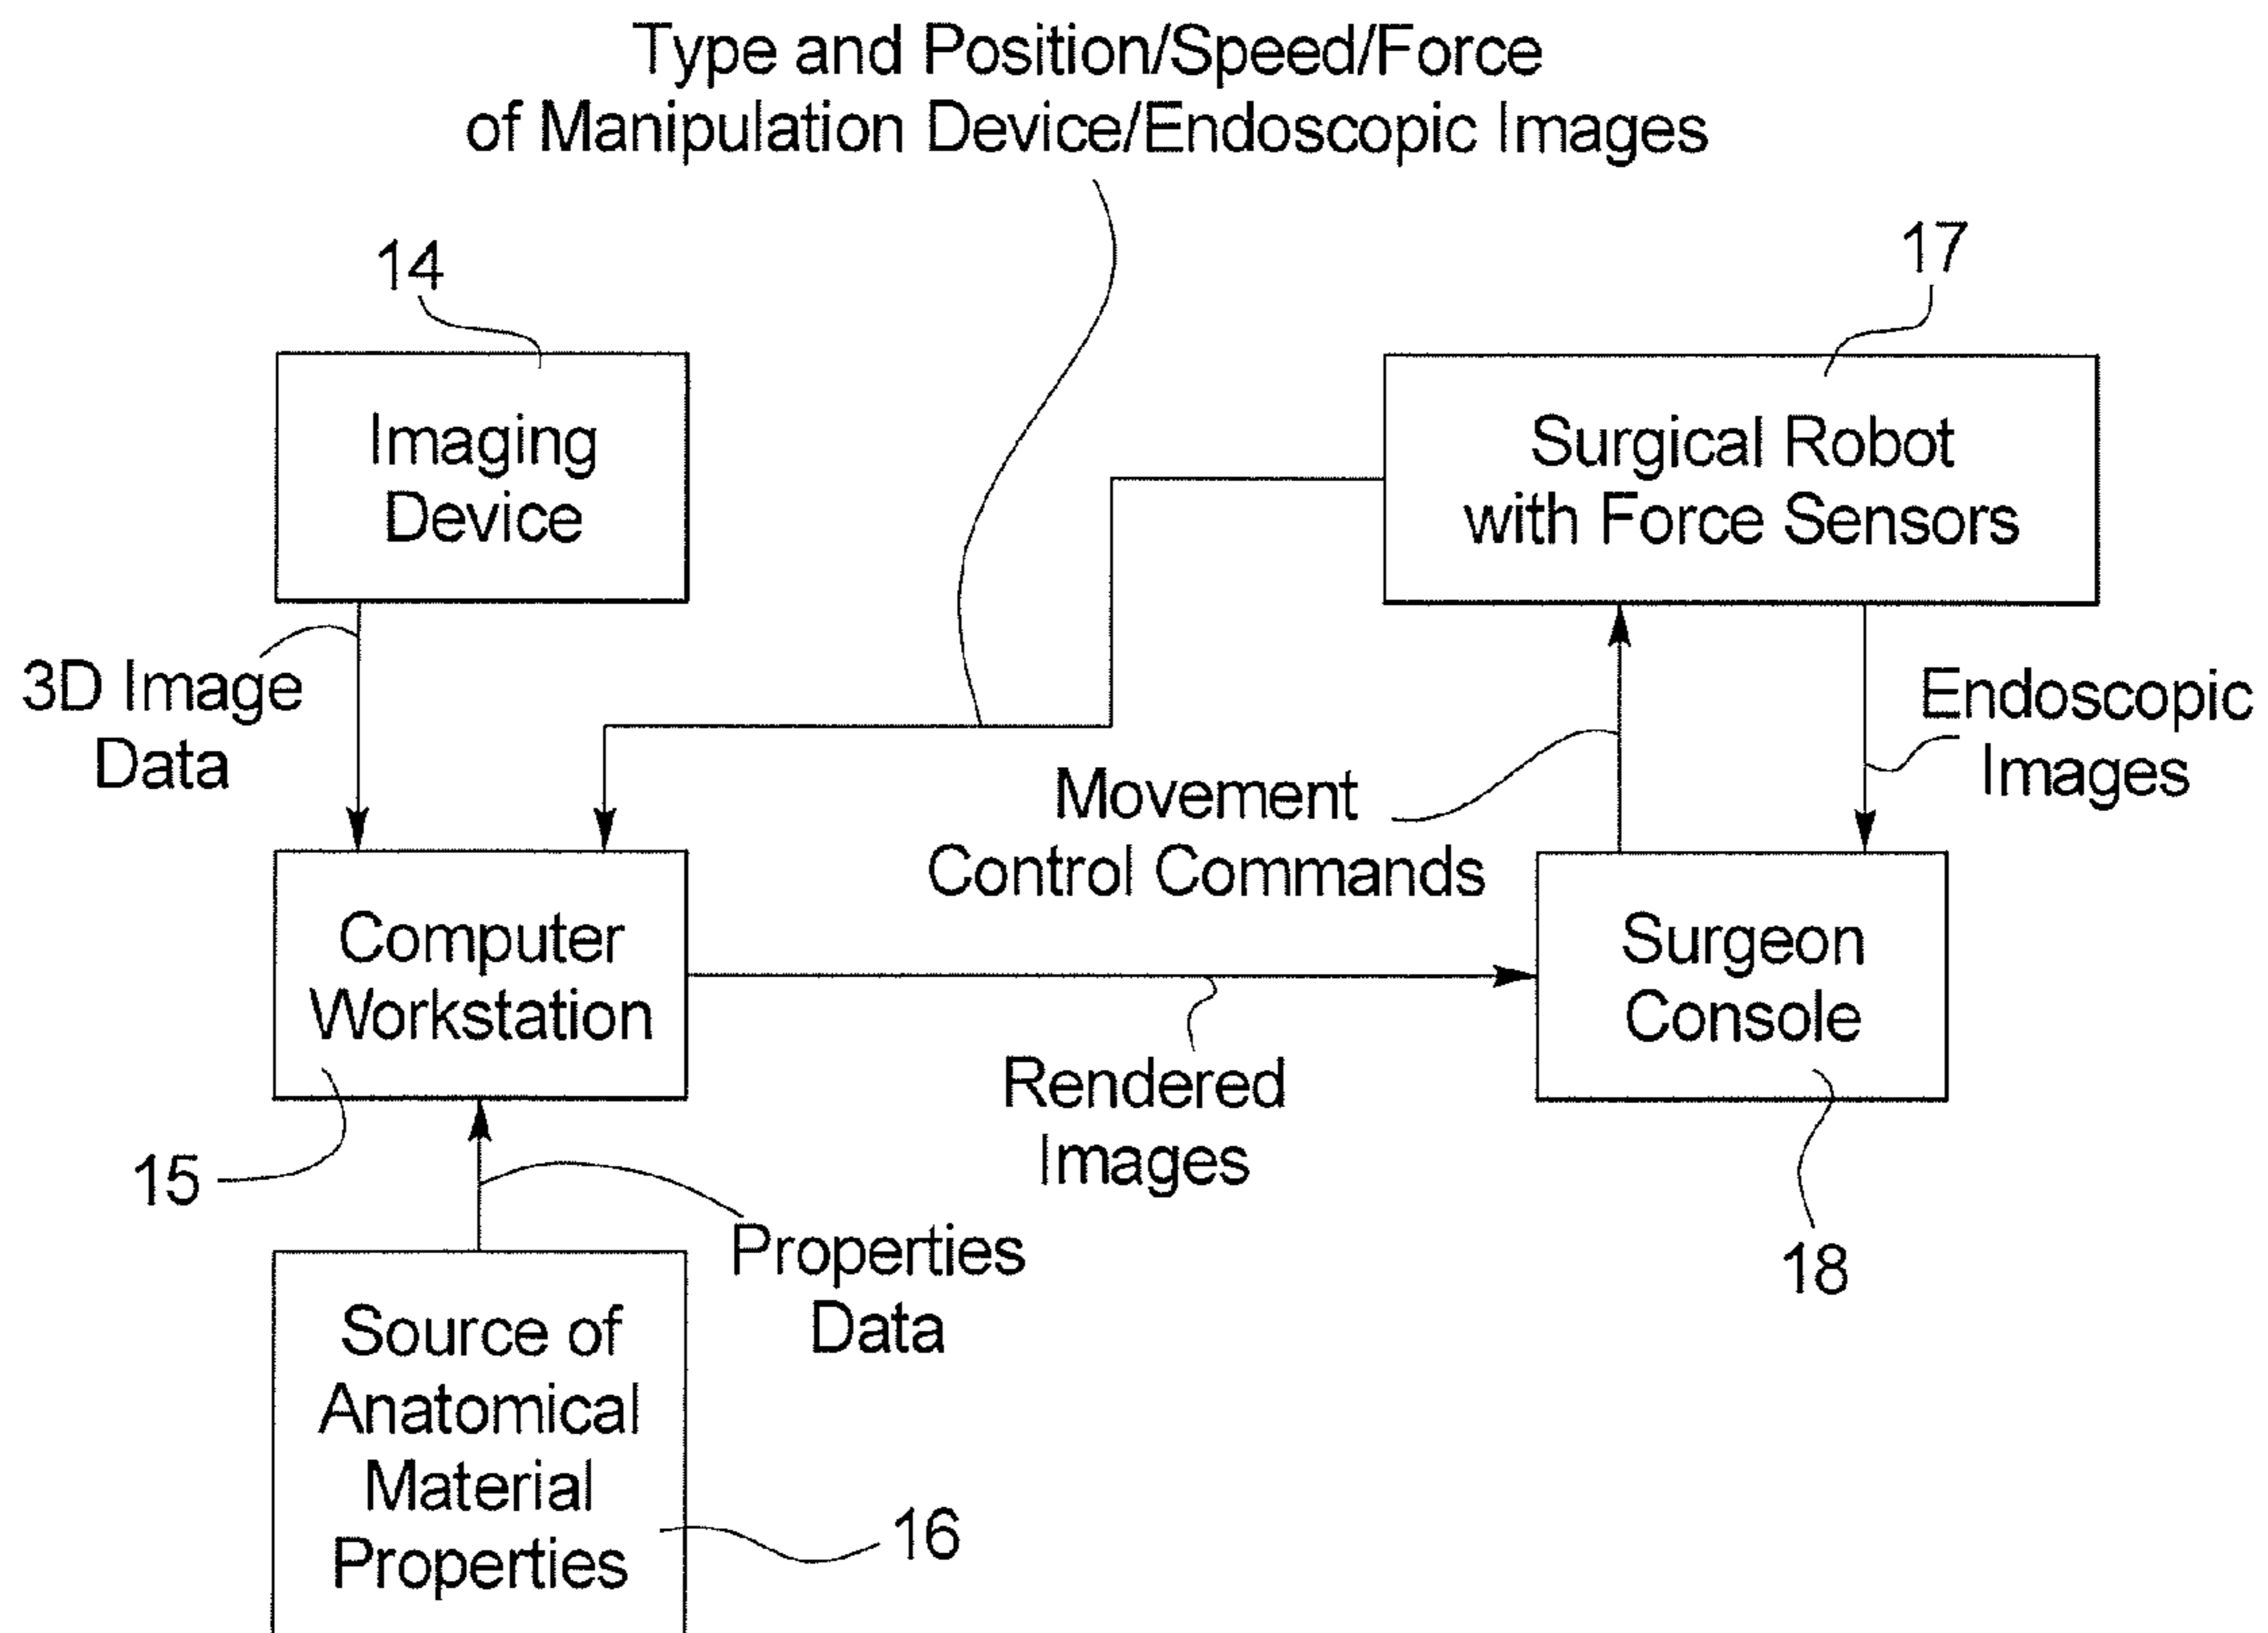 Type and Position/Speed/Force
of Manipulation Device/Endoscopic Images
14
17
Imaging
Device
Surgical Robot
with Force Sensors
3D Image
Data
Endoscopic
Images
Movement
Control Commands
Computer
Workstation
Surgeon
Console
Rendered
Images
15
Properties
Data
18
Source of
Anatomical
Material
Properties
16